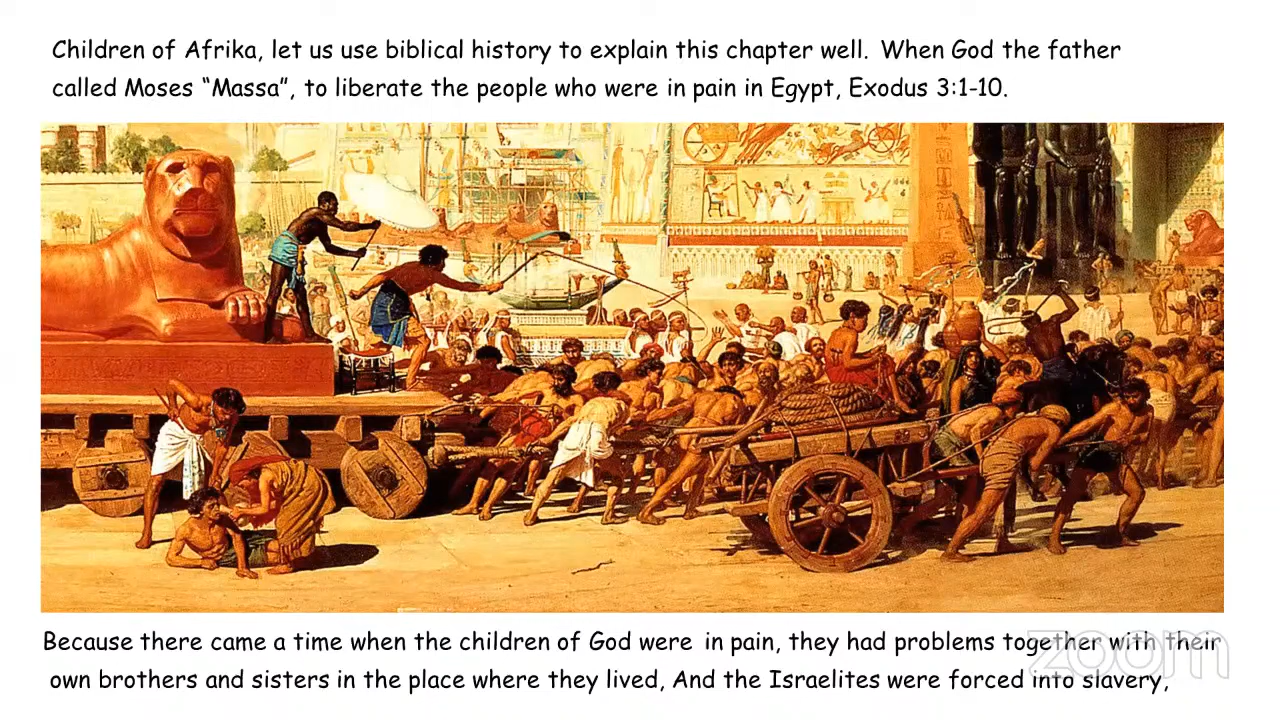 Children of Afrika, let us use biblical history to explain this chapter well. When God the father
called Moses “Massa”, to liberate the people who were in pain in Egypt, Exodus 3:1-10.
Because there came a time when the children of God were in pain, they had problems together with their
own brothers and sisters in the place where they lived, And the Israelites were forced into slavery,
zoom